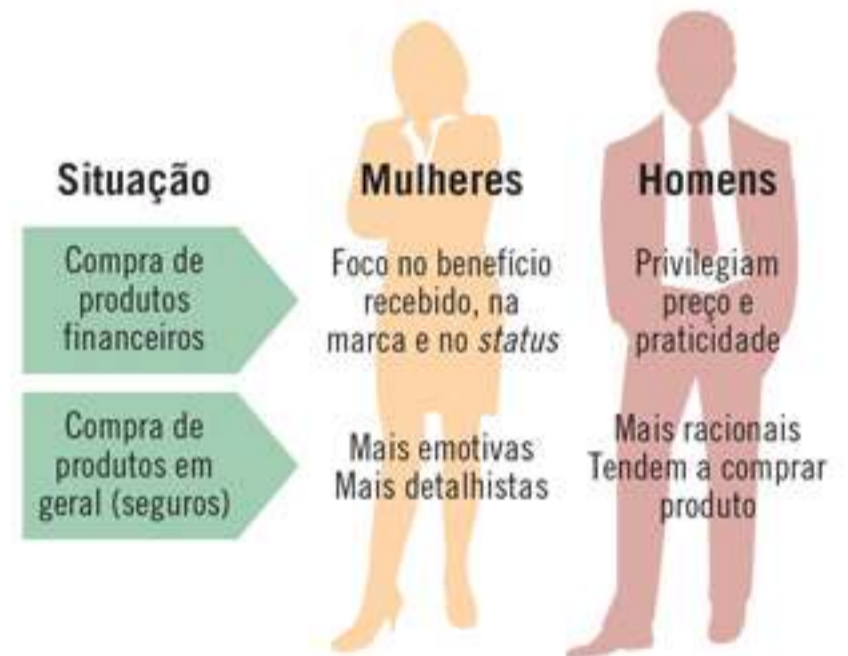 Situação
Mulheres
Homens
Compra de
produtos
financeiros
Foco no benefício
recebido, na
marca e no status
Privilegiam
preço e
praticidade
Compra de
produtos em
geral (seguros)
Mais emotivas
Mais detalhistas
Mais racionais
Tendem a comprar
produto